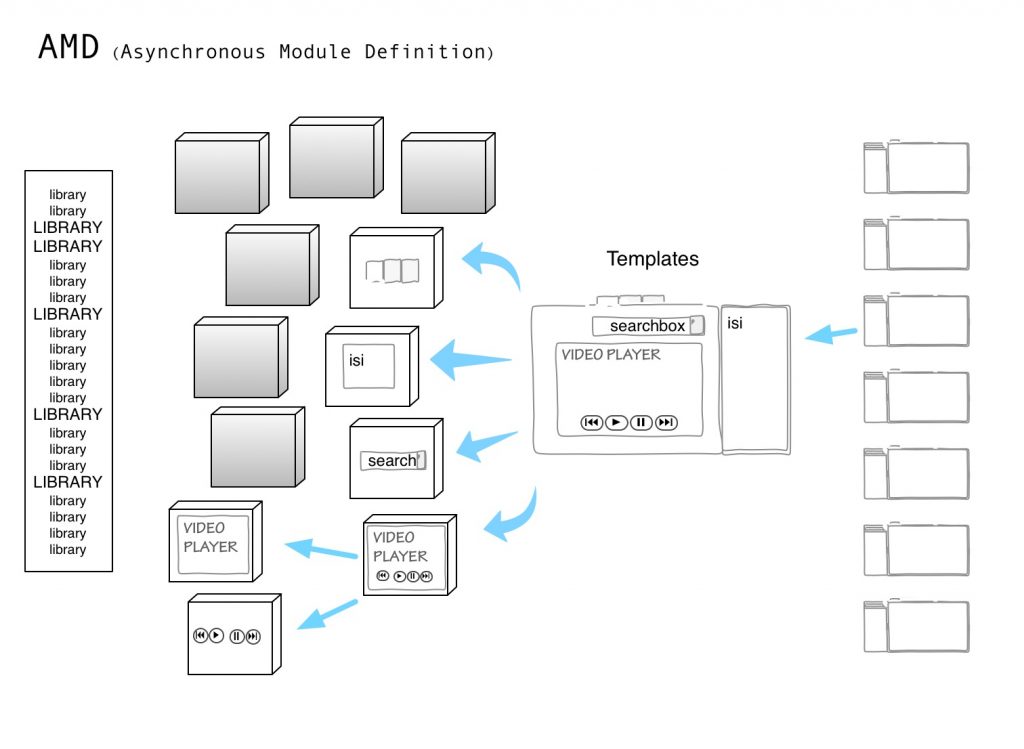 AMD (Asynchronous Module Definition)
library
library
LIBRARY
LIBRARY
library
library
library
LIBRARY
library
library
library
library
library
LIBRARY
library
library
library
LIBRARY
library
library
library
library
isi
search
VIDEO
PLAYER
VIDEO
PLAYER
Templates
searchbox
isi
VIDEO PLAYER